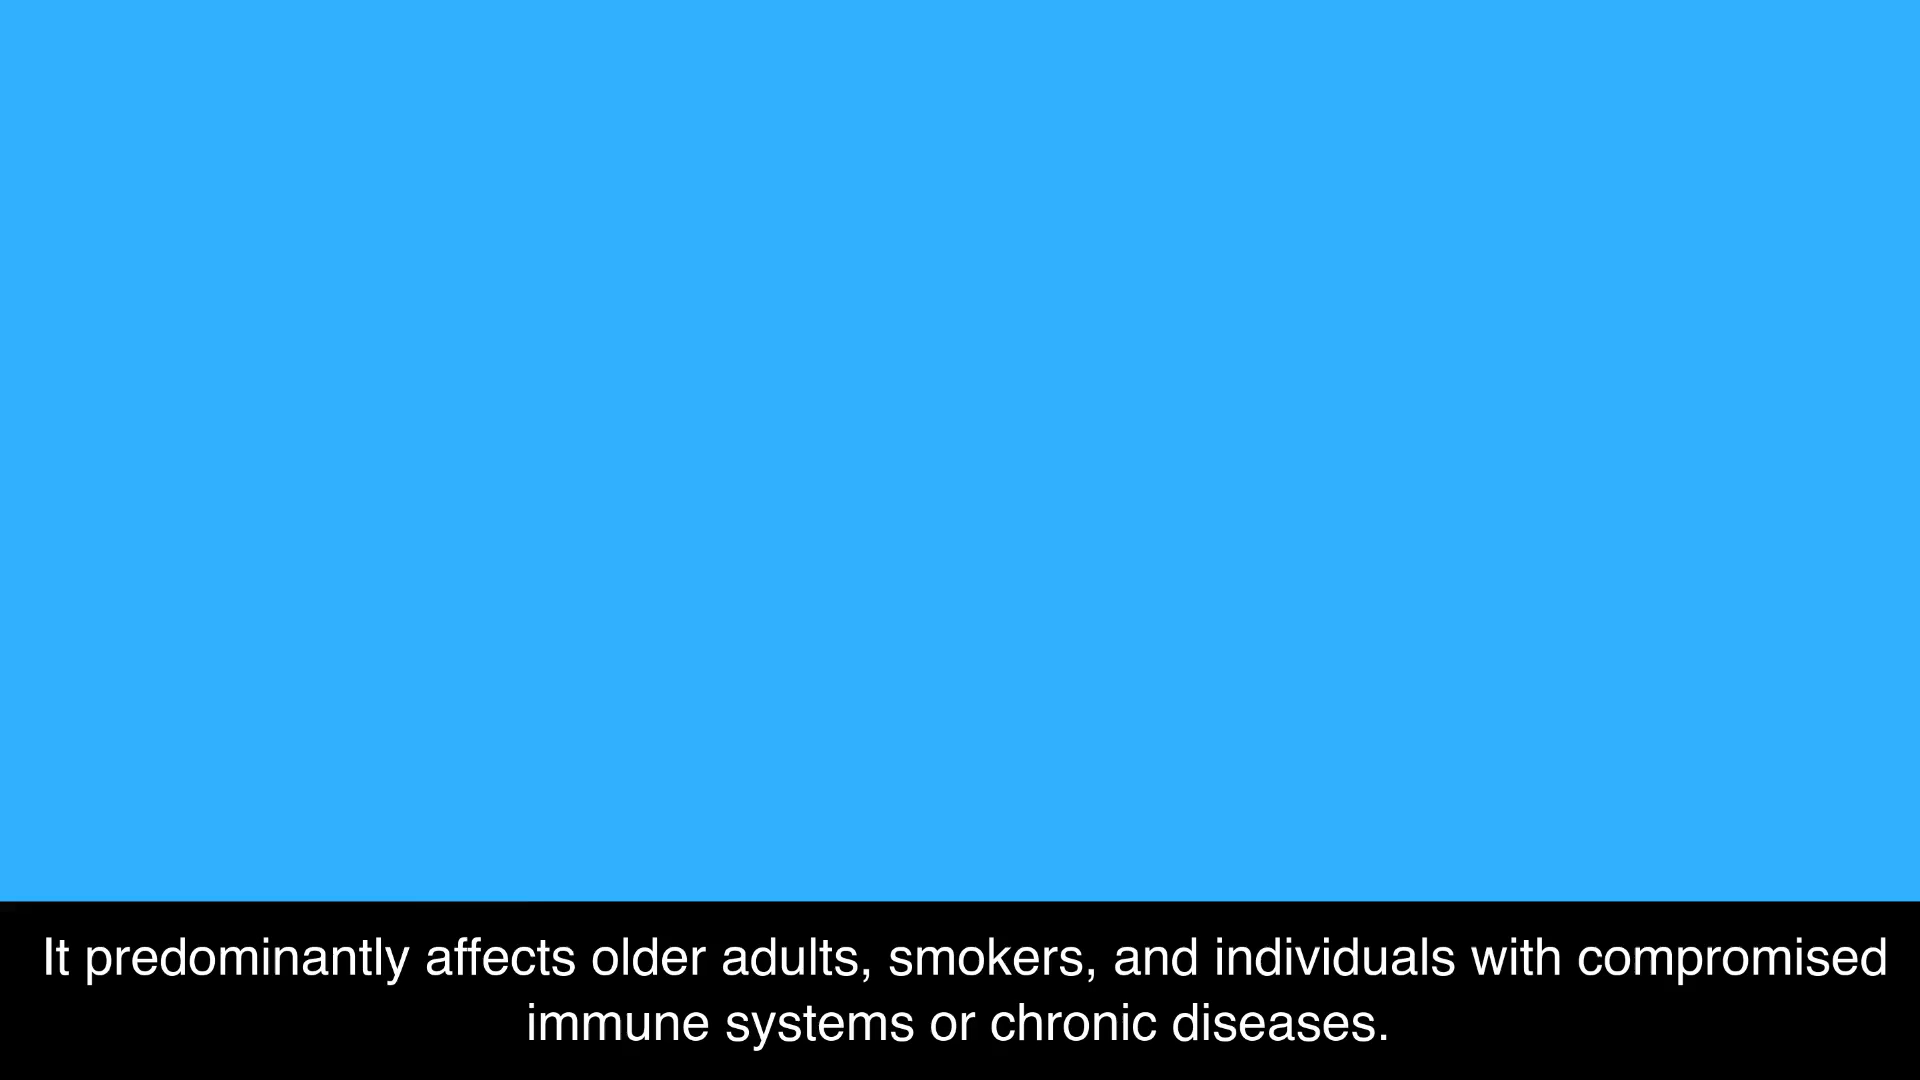 It predominantly affects older adults, smokers, and individuals with compromised
immune systems or chronic diseases.